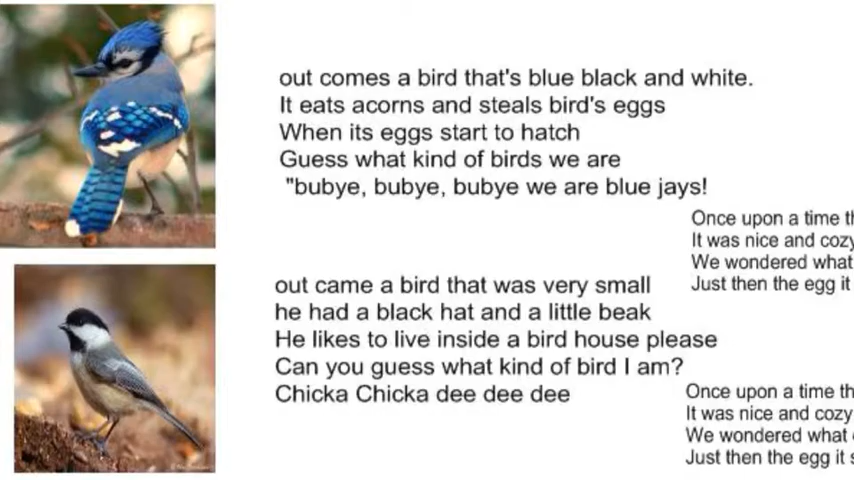 out comes a bird that's blue black and white.
It eats acorns and steals bird's eggs
When its eggs start to hatch
Guess what kind of birds we are
"bubye, bubye, bubye we are blue jays!
Once upon a time th
It was nice and cozy
We wondered what
Just then the egg it
out came a bird that was very small
he had a black hat and a little beak
He likes to live inside a bird house please
Can you guess what kind of bird I am?
Chicka Chicka dee dee dee
Once upon a time th
It was nice and cozy
We wondered what
Just then the egg it s